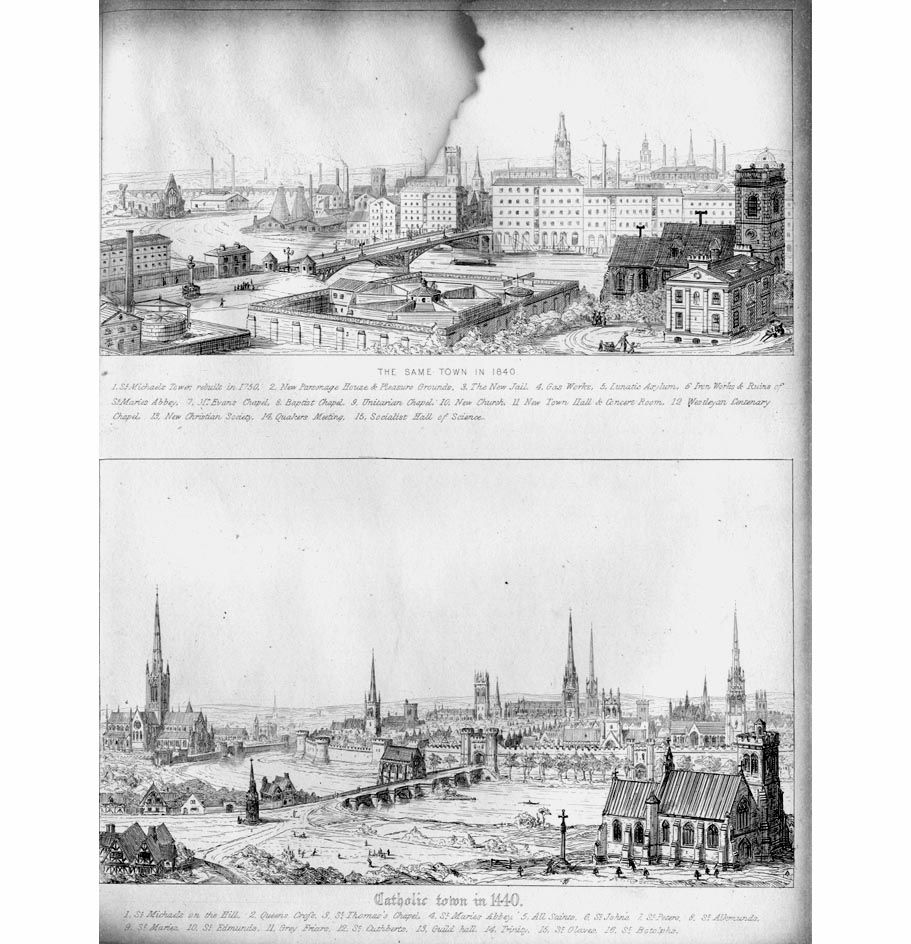 THE SAME TOWN IN 1840
1. St Michaels Tower, rebuilt in 1750. 2. New Parsonage House & Pleasure Grounds. 3. The New Jail. 4. Gas Works. 5. Lunatic Asylum. 6 Iron Works & Ruins of
St Maries Abbey. 7. Mr Evans Chapel. 8. Baptist Chapel. 9. Unitarian Chapel. 10. New Church. 11 New Town Hall & Concert Room. 12 Westleyan Centenary
Chapel. 13. New Christian Society. 14. Quakers Meeting. 15. Socialist Hall of Science.
Catholic town in 1440.
1. St Michaels on the Hill. 2. Queens Cross. 3. St Thomas's Chapel. 4. St Maries Abbey. 5. All Saints. 6. St Johns. 7. St Peters. 8. St Alkmunds.
9. St Maries. 10. St Edmunds. 11. Grey Friars. 12. St Cuthberts. 13. Guild hall. 14. Trinity. 15. St Olaves. 16. St Botolphs.